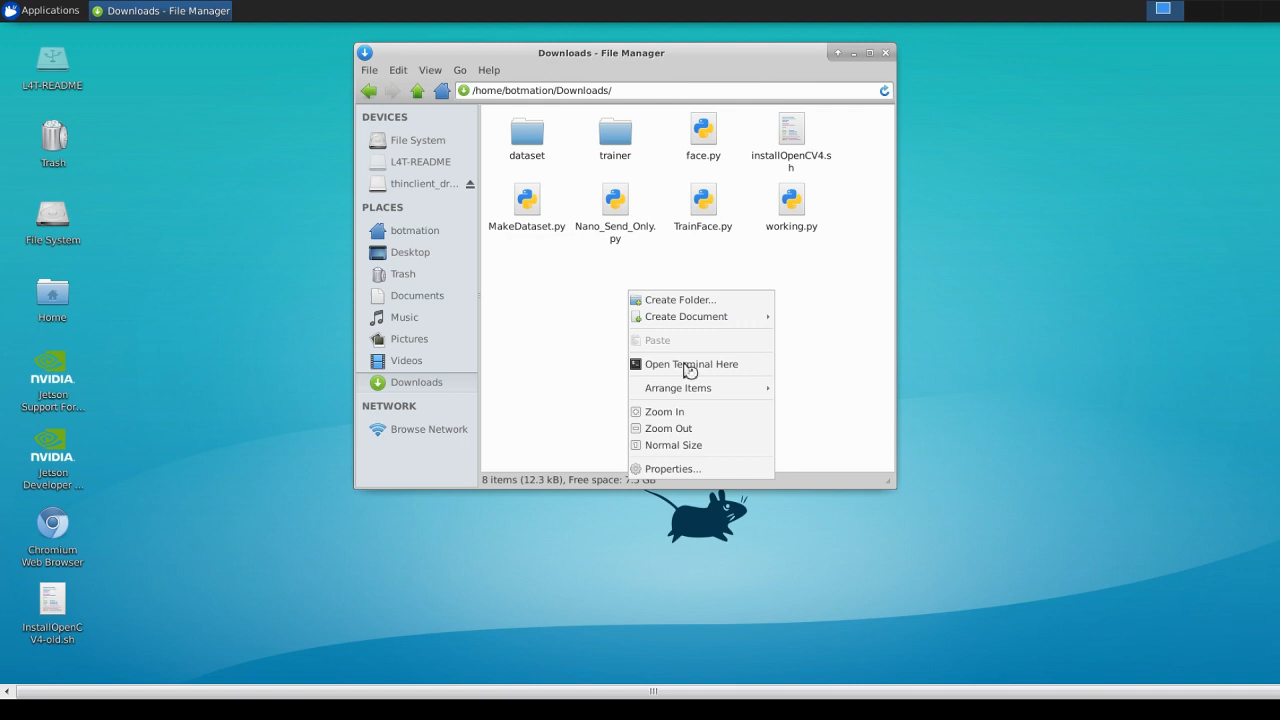 Applications
Downloads - File Manager
Downloads - File Manager
File Edit View Go Help
/home/botmation/Downloads/
DEVICES
File System
L4T-README
thinclient_dr...
PLACES
botmation
Desktop
Trash
Documents
Music
Pictures
Videos
Downloads
NETWORK
Browse Network
dataset
trainer
face.py
installOpenCV4.s
h
MakeDataset.py
Nano_Send_Only.
py
TrainFace.py
working.py
Create Folder...
Create Document
Paste
Open Terminal Here
Arrange Items
Zoom In
Zoom Out
Normal Size
Properties...
8 items (12.3 kB), Free space: 7.5 GB
L4T-README
Trash
File System
Home
NVIDIA
Jetson
Support For...
NVIDIA
Jetson
Developer ...
Chromium
Web Browser
InstallOpenC
V4-old.sh